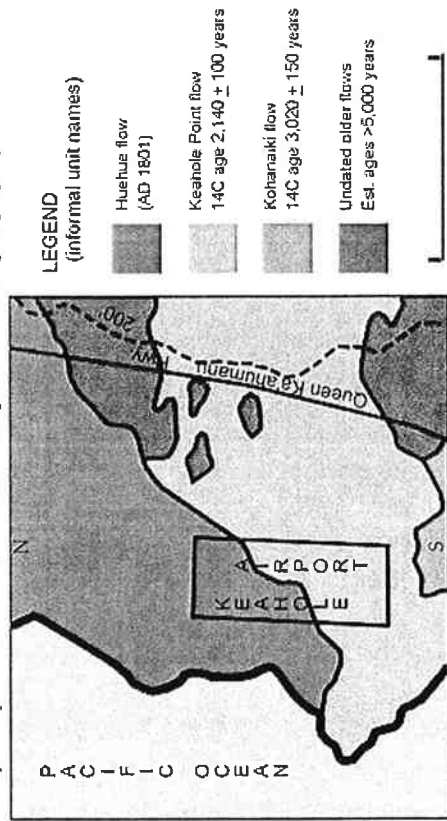 N
PACIFIC OCEAN
KEAHOLE
AIRPORT
200'
Queen Ka'ahumanu
Hwy
S
LEGEND
(informal unit names)
Huehue flow
(AD 1801)
Keahole Point flow
14C age 2,140 ± 100 years
Kohanaiki flow
14C age 3,020 ± 150 years
Undated older flows
Est. ages >5,000 years